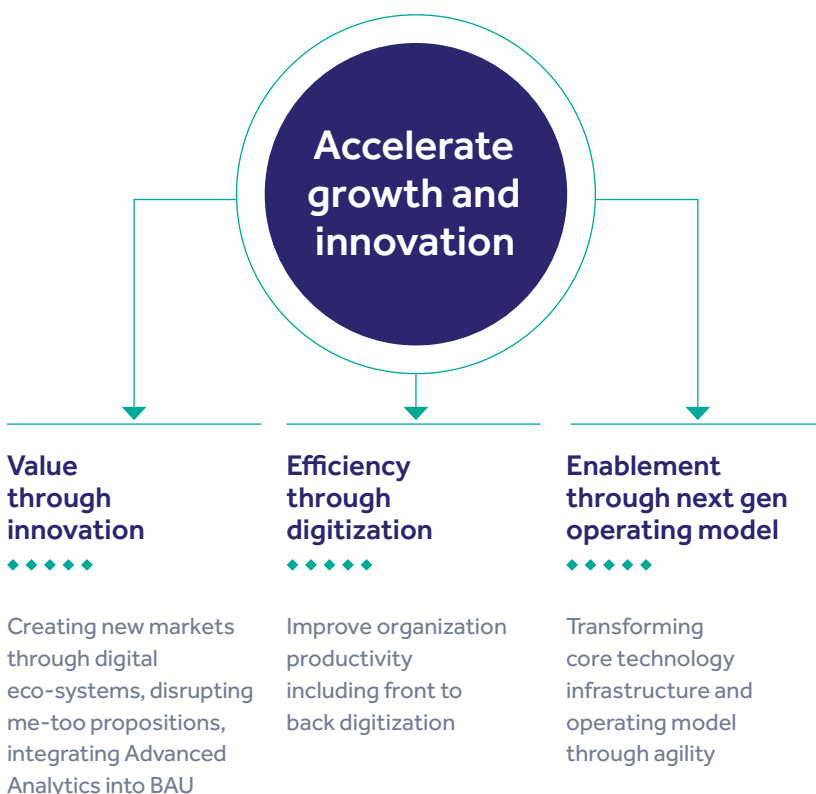 Accelerate
growth and
innovation
Value
through
innovation
Creating new markets
through digital
eco-systems, disrupting
me-too propositions,
integrating Advanced
Analytics into BAU
Efficiency
through
digitization
Improve organization
productivity
including front to
back digitization
Enablement
through next gen
operating model
Transforming
core technology
infrastructure and
operating model
through agility